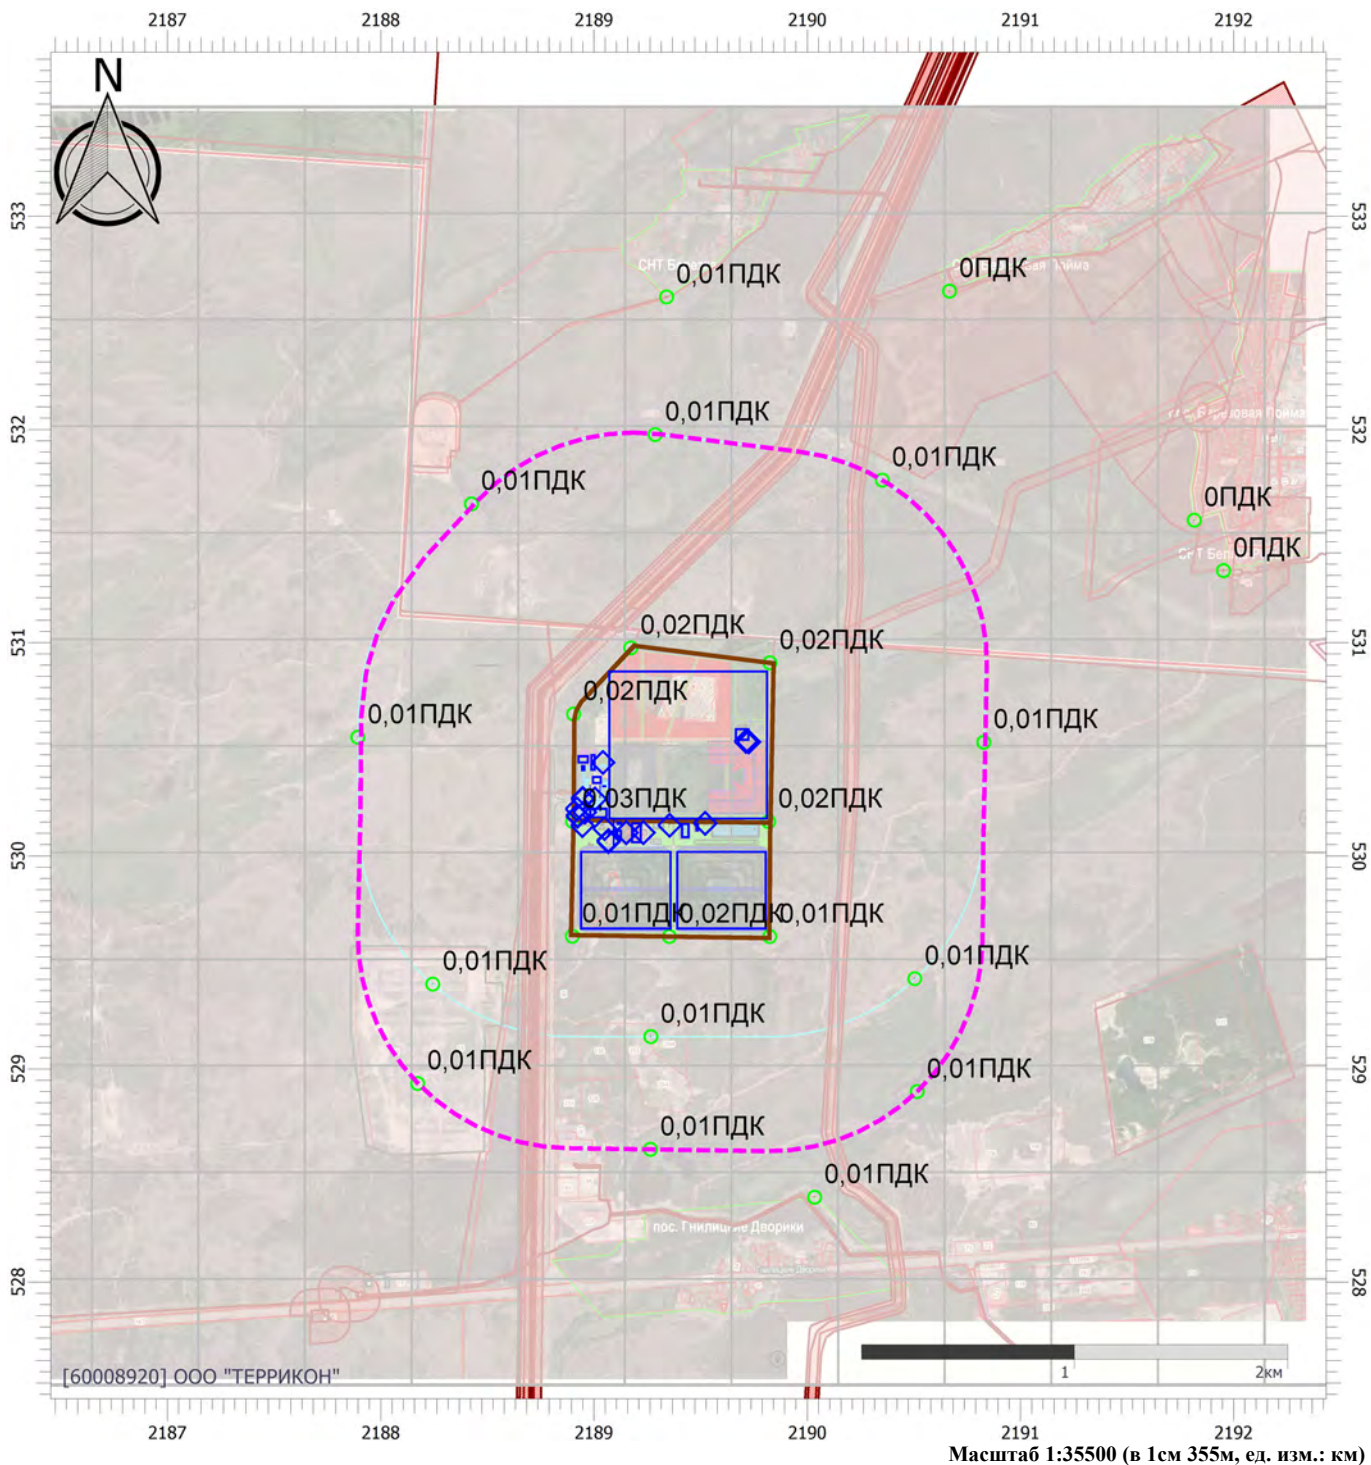 2187 2188 2189 2190 2191 2192
N
533 533
СНТ Бе
0,01ПДК
0ПДК
вая Пойма
532 532
0,01ПДК
0,01ПДК
0,01ПДК
0ПДК
0ПДК
531 531
0,02ПДК
0,02ПДК
0,02ПДК
0,01ПДК
0,01ПДК
0,03ПДК
0,02ПДК
530 530
0,01ПДК
0,02ПДК
0,01ПДК
0,01ПДК
0,01ПДК
0,01ПДК
529 529
0,01ПДК
0,01ПДК
0,01ПДК
0,01ПДК
пос. Гнилицкие Дворики
528 528
[60008920] ООО "ТЕРРИКОН"
1 2км
2187 2188 2189 2190 2191 2192
Масштаб 1:35500 (в 1см 355м, ед. изм.: км)